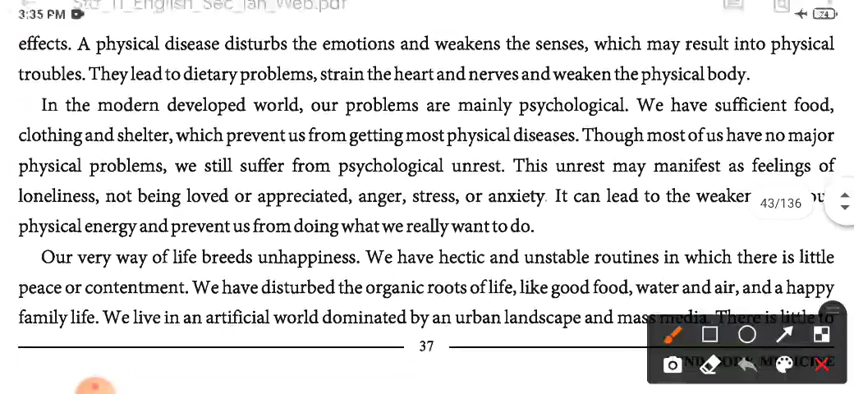 Std_11_English_Sec_Jan_Web.pdf
3:35 PM
74
effects. A physical disease disturbs the emotions and weakens the senses, which may result into physical
troubles. They lead to dietary problems, strain the heart and nerves and weaken the physical body.
In the modern developed world, our problems are mainly psychological. We have sufficient food,
clothing and shelter, which prevent us from getting most physical diseases. Though most of us have no major
physical problems, we still suffer from psychological unrest. This unrest may manifest as feelings of
loneliness, not being loved or appreciated, anger, stress, or anxiety. It can lead to the weaker
43/136
physical energy and prevent us from doing what we really want to do.
Our very way of life breeds unhappiness. We have hectic and unstable routines in which there is little
peace or contentment. We have disturbed the organic roots of life, like good food, water and air, and a happy
family life. We live in an artificial world dominated by an urban landscape and mass media. There is little to
37